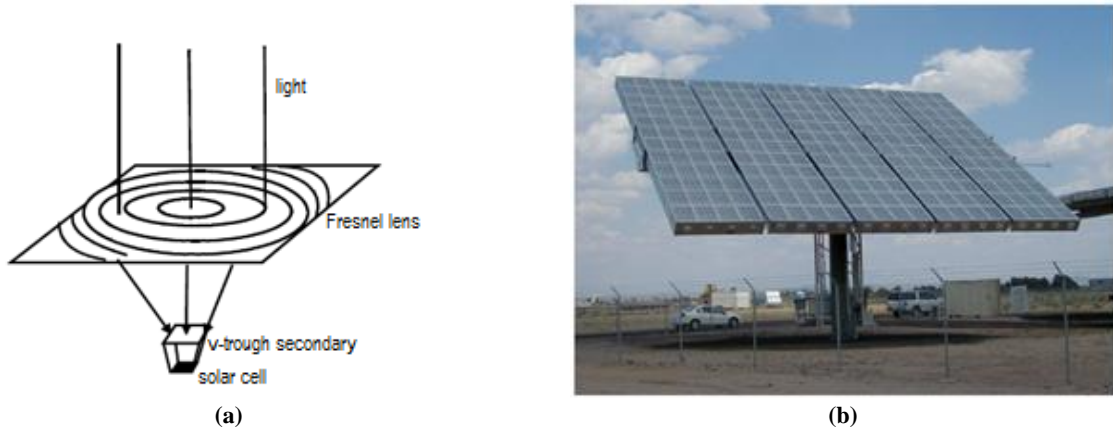 light
Fresnel lens
v-trough secondary
solar cell
(a)
(b)